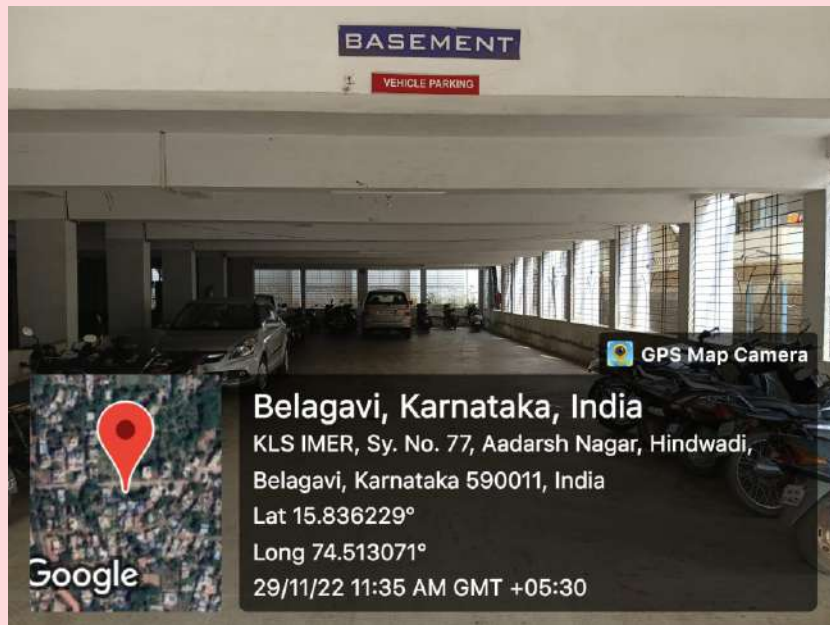 BASEMENT
VEHICLE PARKING
GPS Map Camera
Belagavi, Karnataka, India
KLS IMER, Sy. No. 77, Aadarsh Nagar, Hindwadi,
Belagavi, Karnataka 590011, India
Lat 15.836229°
Long 74.513071°
29/11/22 11:35 AM GMT +05:30
Google